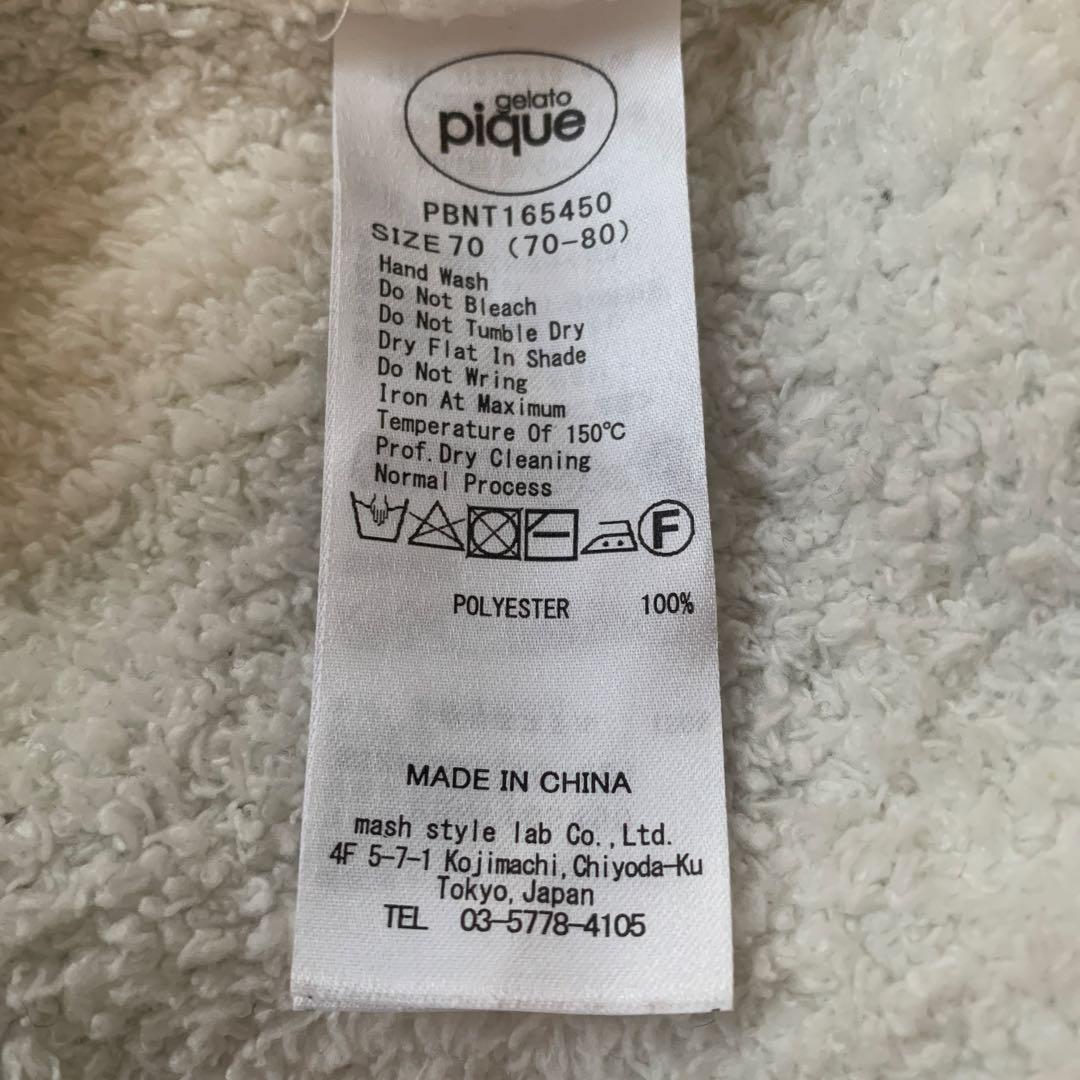 gelato
pique
PBNT165450
SIZE 70 (70-80)
Hand Wash
Do Not Bleach
Do Not Tumble Dry
Dry Flat In Shade
Do Not Wring
Iron At Maximum
Temperature Of 150℃
Prof. Dry Cleaning
Normal Process
F
POLYESTER 100%
MADE IN CHINA
mash style lab Co., Ltd.
4F 5-7-1 Kojimachi, Chiyoda-Ku
Tokyo, Japan
TEL 03-5778-4105